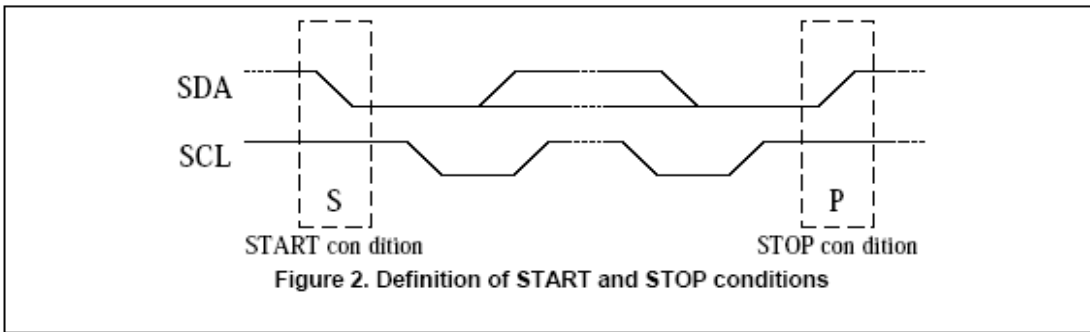 SDA
SCL
S
P
START con dition
STOP con dition
Figure 2. Definition of START and STOP conditions